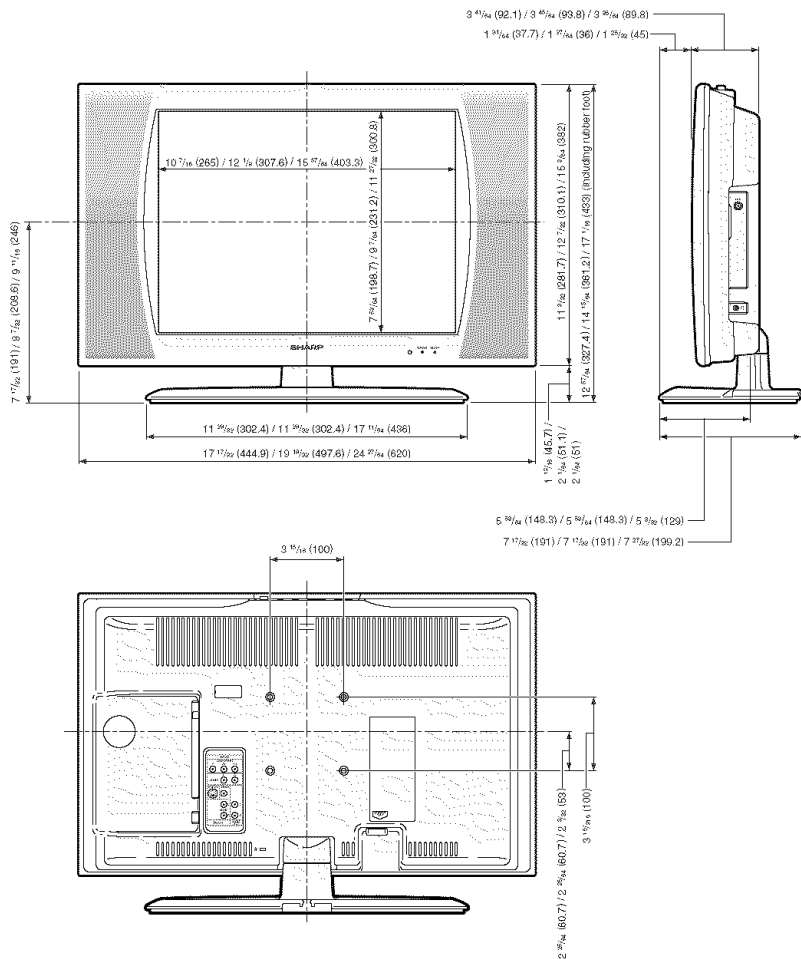 3 41/64 (92.1) / 3 45/64 (93.8) / 3 35/64 (89.8)
1 31/64 (37.7) / 1 27/64 (36) / 1 25/32 (45)
10 7/16 (265) / 12 1/8 (307.6) / 15 57/64 (403.3)
7 53/64 (198.7) / 9 7/64 (231.2) / 11 27/32 (300.8)
11 3/32 (281.7) / 12 7/32 (310.1) / 15 3/64 (382)
12 57/64 (327.4) / 14 15/64 (361.2) / 17 1/16 (433) (including rubber foot)
7 17/32 (191) / 8 7/32 (208.6) / 9 11/16 (246)
SHARP
11 29/32 (302.4) / 11 29/32 (302.4) / 17 11/64 (436)
17 17/32 (444.9) / 19 19/32 (497.6) / 24 27/64 (620)
1 13/16 (45.7) /
2 1/64 (51.1) /
2 1/64 (51)
5 53/64 (148.3) / 5 53/64 (148.3) / 5 3/32 (129)
7 17/32 (191) / 7 17/32 (191) / 7 27/32 (199.2)
3 15/16 (100)
2 25/64 (60.7) / 2 25/64 (60.7) / 2 3/32 (53)
3 15/16 (100)